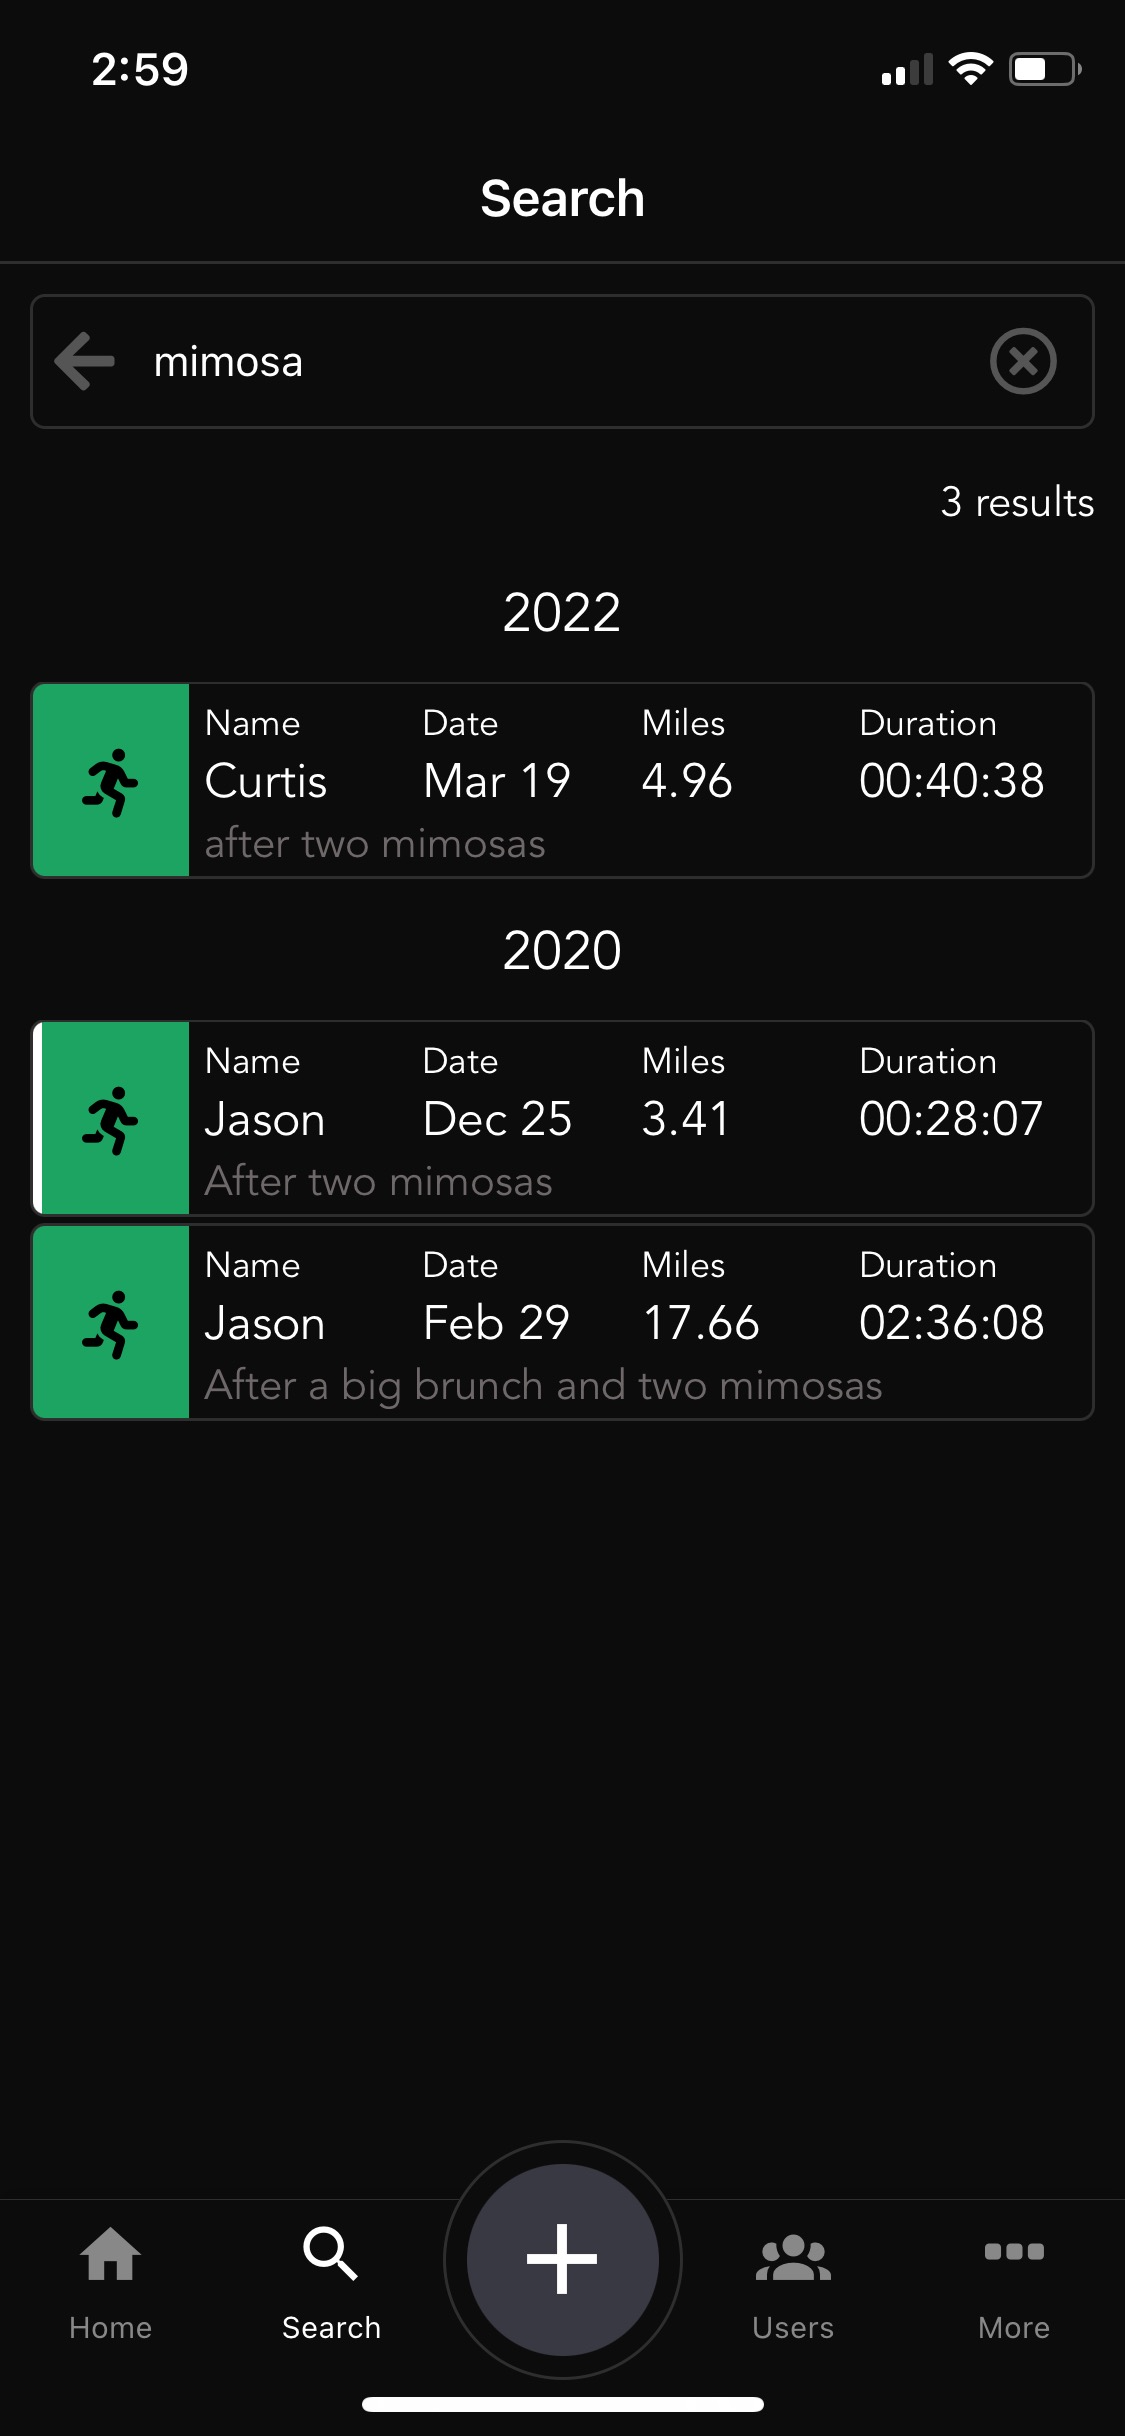 2:59
Search
mimosa
3 results
2022
Name Date Miles Duration
Curtis Mar 19 4.96 00:40:38
after two mimosas
2020
Name Date Miles Duration
Jason Dec 25 3.41 00:28:07
After two mimosas
Name Date Miles Duration
Jason Feb 29 17.66 02:36:08
After a big brunch and two mimosas
Home Search Users More